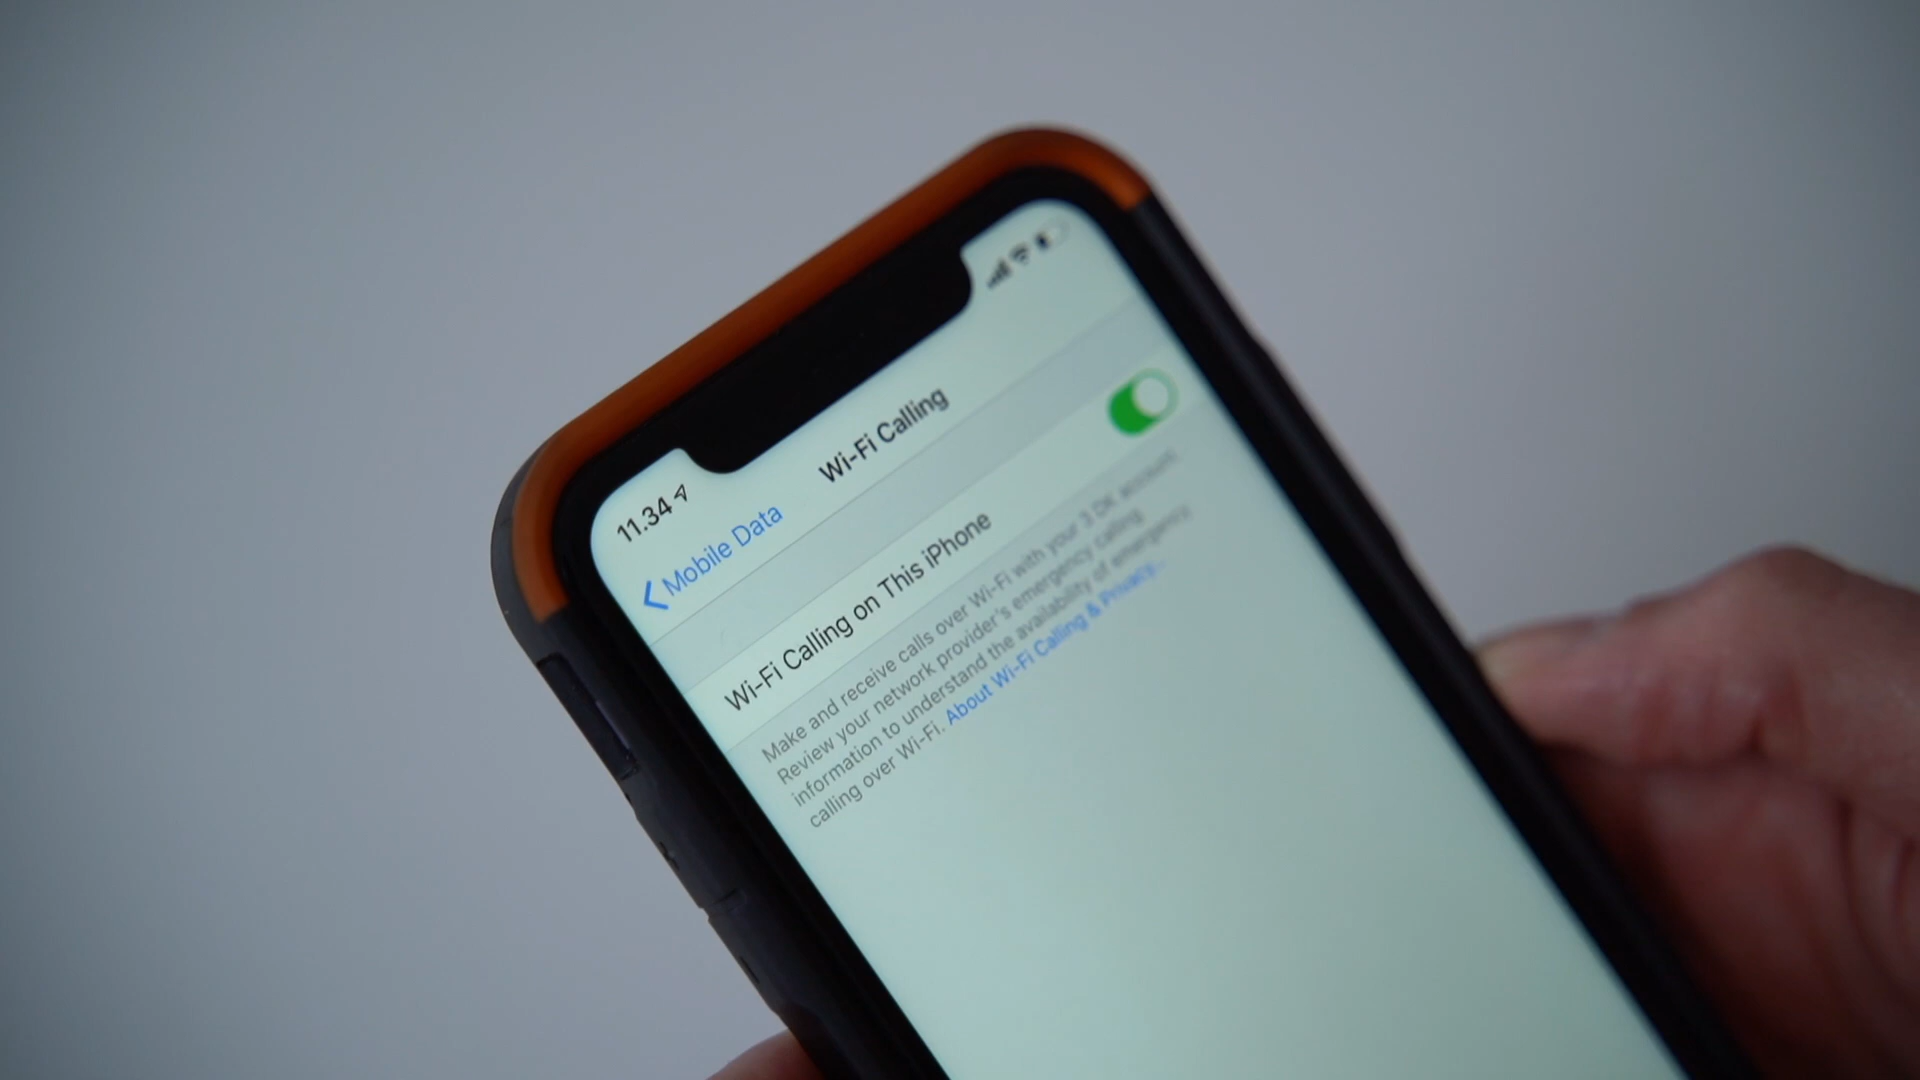 11.34
Mobile Data
Wi-Fi Calling
Wi-Fi Calling on This iPhone
Make and receive calls over Wi-Fi with your 3 DK account.
Review your network provider's emergency calling
information to understand the availability of emergency
calling over Wi-Fi. About Wi-Fi Calling & Privacy...